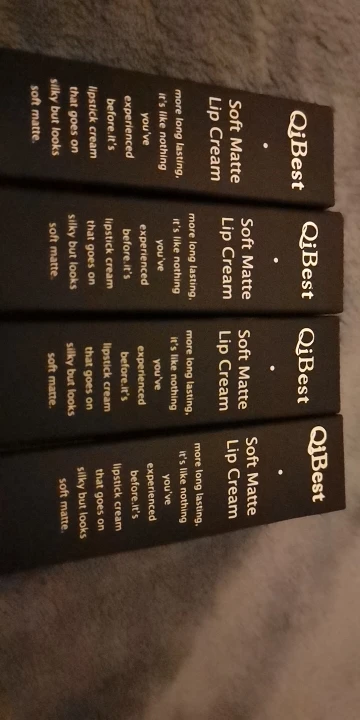 QiBest
Soft Matte
Lip Cream
more long lasting,
it's like nothing
you've
experienced
before.it's
lipstick cream
that goes on
silky but looks
soft matte.
QiBest
Soft Matte
Lip Cream
more long lasting,
it's like nothing
you've
experienced
before.it's
lipstick cream
that goes on
silky but looks
soft matte.
QiBest
Soft Matte
Lip Cream
more long lasting,
it's like nothing
you've
experienced
before.it's
lipstick cream
that goes on
silky but looks
soft matte.
QiBest
Soft Matte
Lip Cream
more long lasting,
it's like nothing
you've
experienced
before.it's
lipstick cream
that goes on
silky but looks
soft matte.